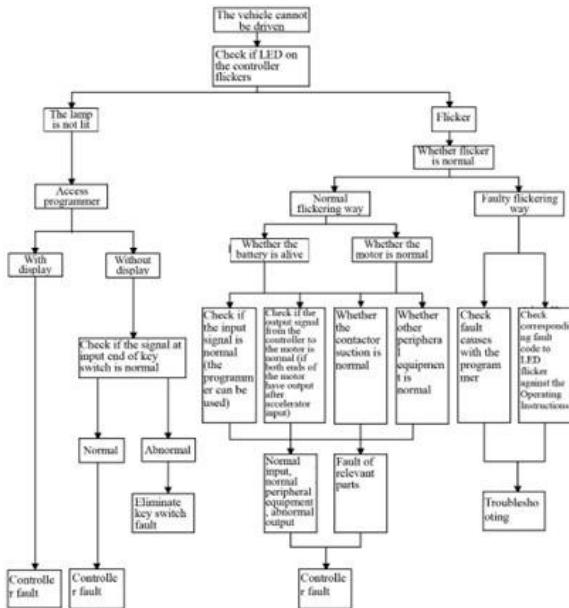 The vehicle cannot
be driven
Check if LED on
the controller
flickers
The lamp
is not lit
Flicker
Whether flicker
is normal
Access
programmer
Normal
flickering way
Faulty flickering
way
With
display
Without
display
Whether the
battery is alive
Whether the
motor is normal
Check if the signal at
input end of key
switch is normal
Check if
the input
signal is
normal
(the
programm
er can be
used)
Check if the
output signal
from the
controller to
the motor is
normal (if
both ends of
the motor
have output
after
accelerator
input)
Whether
the
contactor
suction is
normal
Whether
other
peripheral
l
equipment
t is
normal
Check
fault
causes
with the
program
mer
Check
correspondi
ng fault
code to
LED
flicker
against the
Operating
Instructions
Normal
Abnormal
Eliminate
key switch
fault
Normal
input,
normal
peripheral
equipment
, abnormal
output
Fault of
relevant
parts
Troublesho
oting
Controlle
r fault
Controlle
r fault
Controlle
r fault